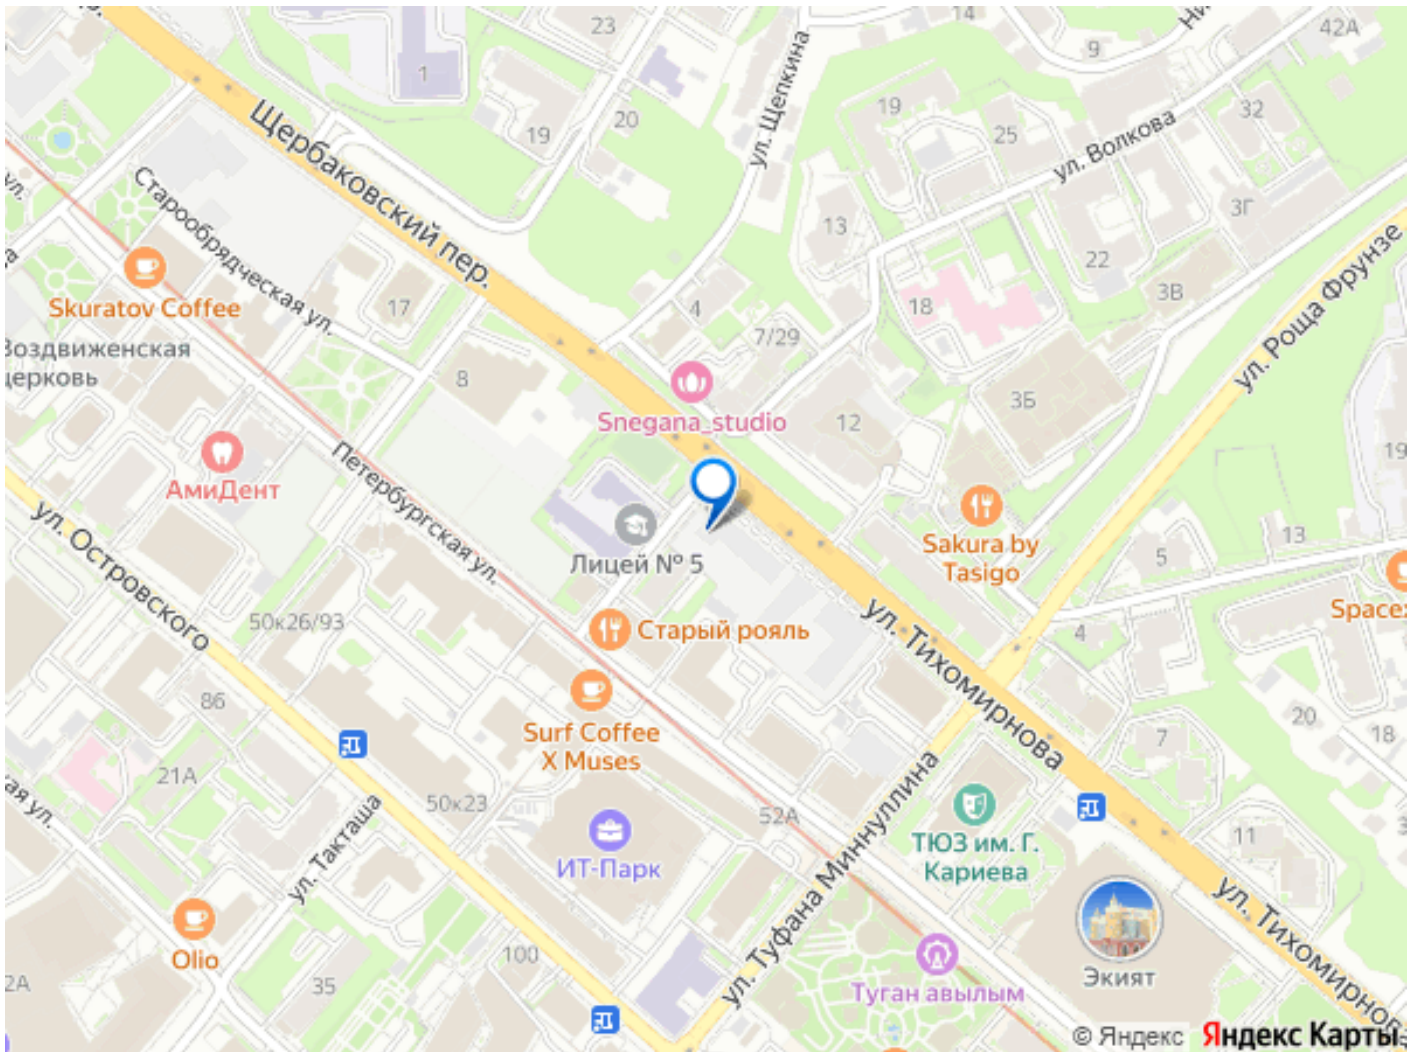 23
14
42А
1
9
19
20
ул. Щепкина
19
25
32
ул. Волкова
Щербаковский пер.
Старообрядческая ул.
ул.
13
3Г
22
ул. Роща Фрунзе
3В
18
17
4
7/29
Skuratov Coffee
Воздвиженская
церковь
8
Snegana_studio
12
3Б
19
АмиДент
Петербургская ул.
ул. Островского
Лицей № 5
Sakura by
Tasigo
13
5
50к26/93
Старый рояль
ул. Тихомирнова
4
86
Surf Coffee
X Muses
20
18
7
21А
50к23
52А
ул. Такташа
ИТ-Парк
ул. Туфана Миннуллина
ТЮЗ им. Г.
Кариева
11
ул. Тихомирнов
Olio
100
35
2А
Туган авылым
Экият
© Яндекс Яндекс Карты